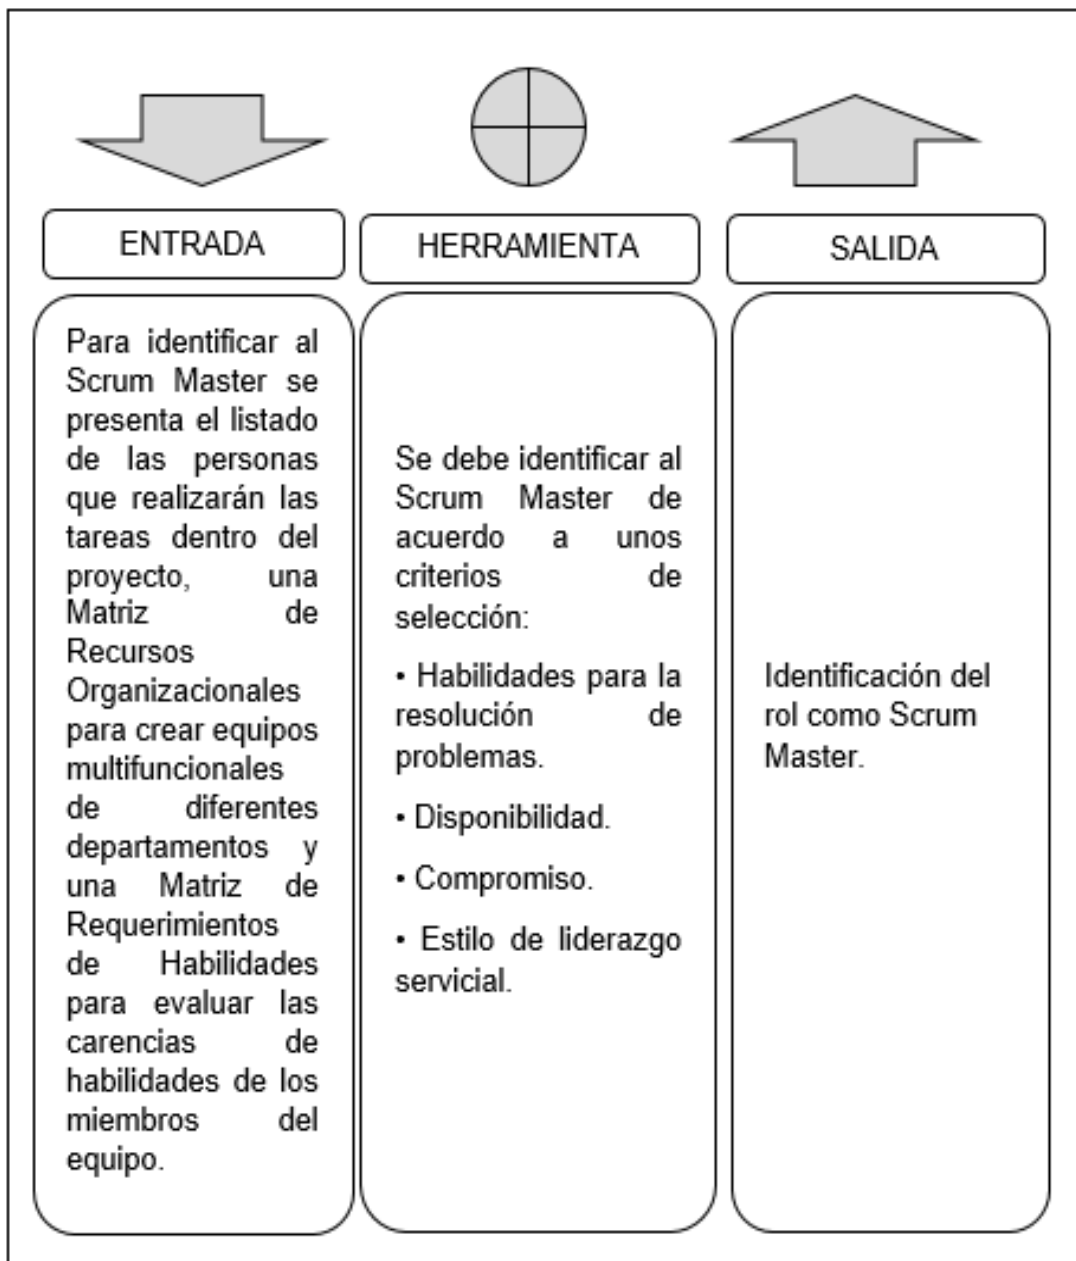 ENTRADA
HERRAMIENTA
SALIDA
Para identificar al
Scrum Master se
presenta el listado
de las personas
que realizarán las
tareas dentro del
proyecto, una
Matriz de
Recursos
Organizacionales
para crear equipos
multifuncionales
de diferentes
departamentos y
una Matriz de
Requerimientos
de Habilidades
para evaluar las
carencias de
habilidades de los
miembros del
equipo.
Se debe identificar al
Scrum Master de
acuerdo a unos
criterios de
selección:
• Habilidades para la
resolución de
problemas.
• Disponibilidad.
• Compromiso.
• Estilo de liderazgo
servicial.
Identificación del
rol como Scrum
Master.